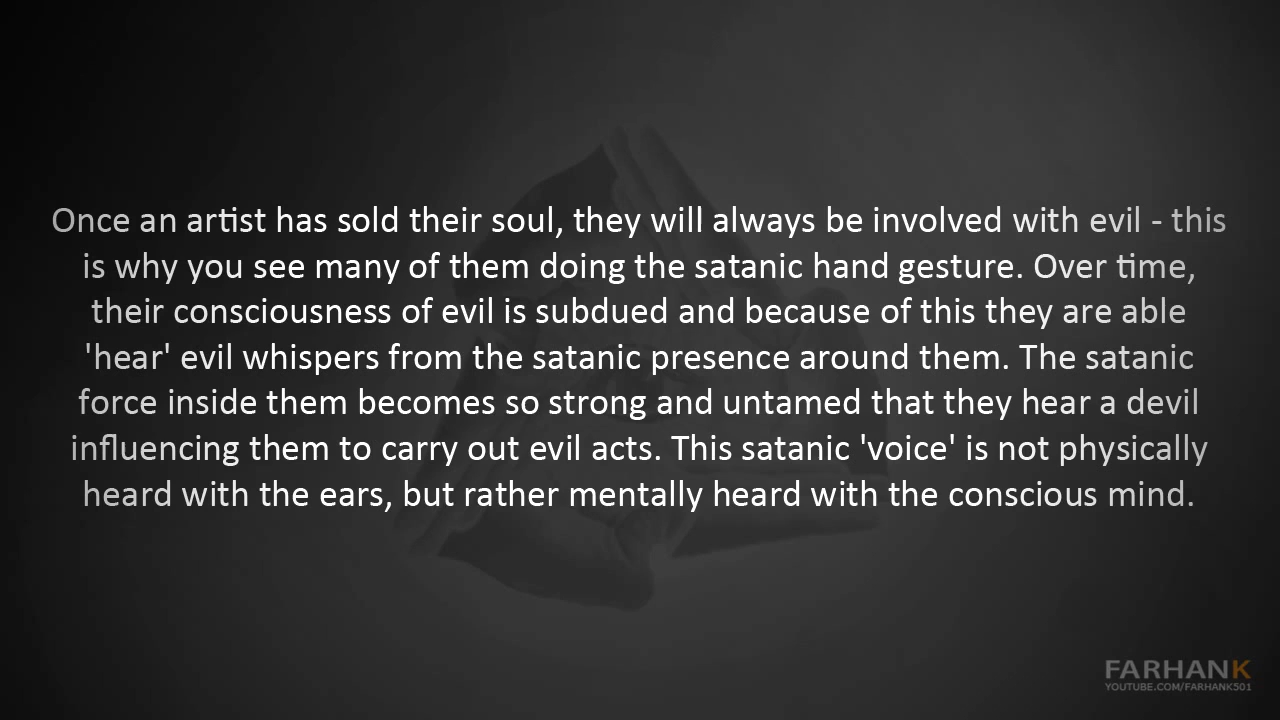 Once an artist has sold their soul, they will always be involved with evil - this
is why you see many of them doing the satanic hand gesture. Over time,
their consciousness of evil is subdued and because of this they are able
'hear' evil whispers from the satanic presence around them. The satanic
force inside them becomes so strong and untamed that they hear a devil
influencing them to carry out evil acts. This satanic 'voice' is not physically
heard with the ears, but rather mentally heard with the conscious mind.
FARHANK
YOUTUBE.COM/FARHANK501